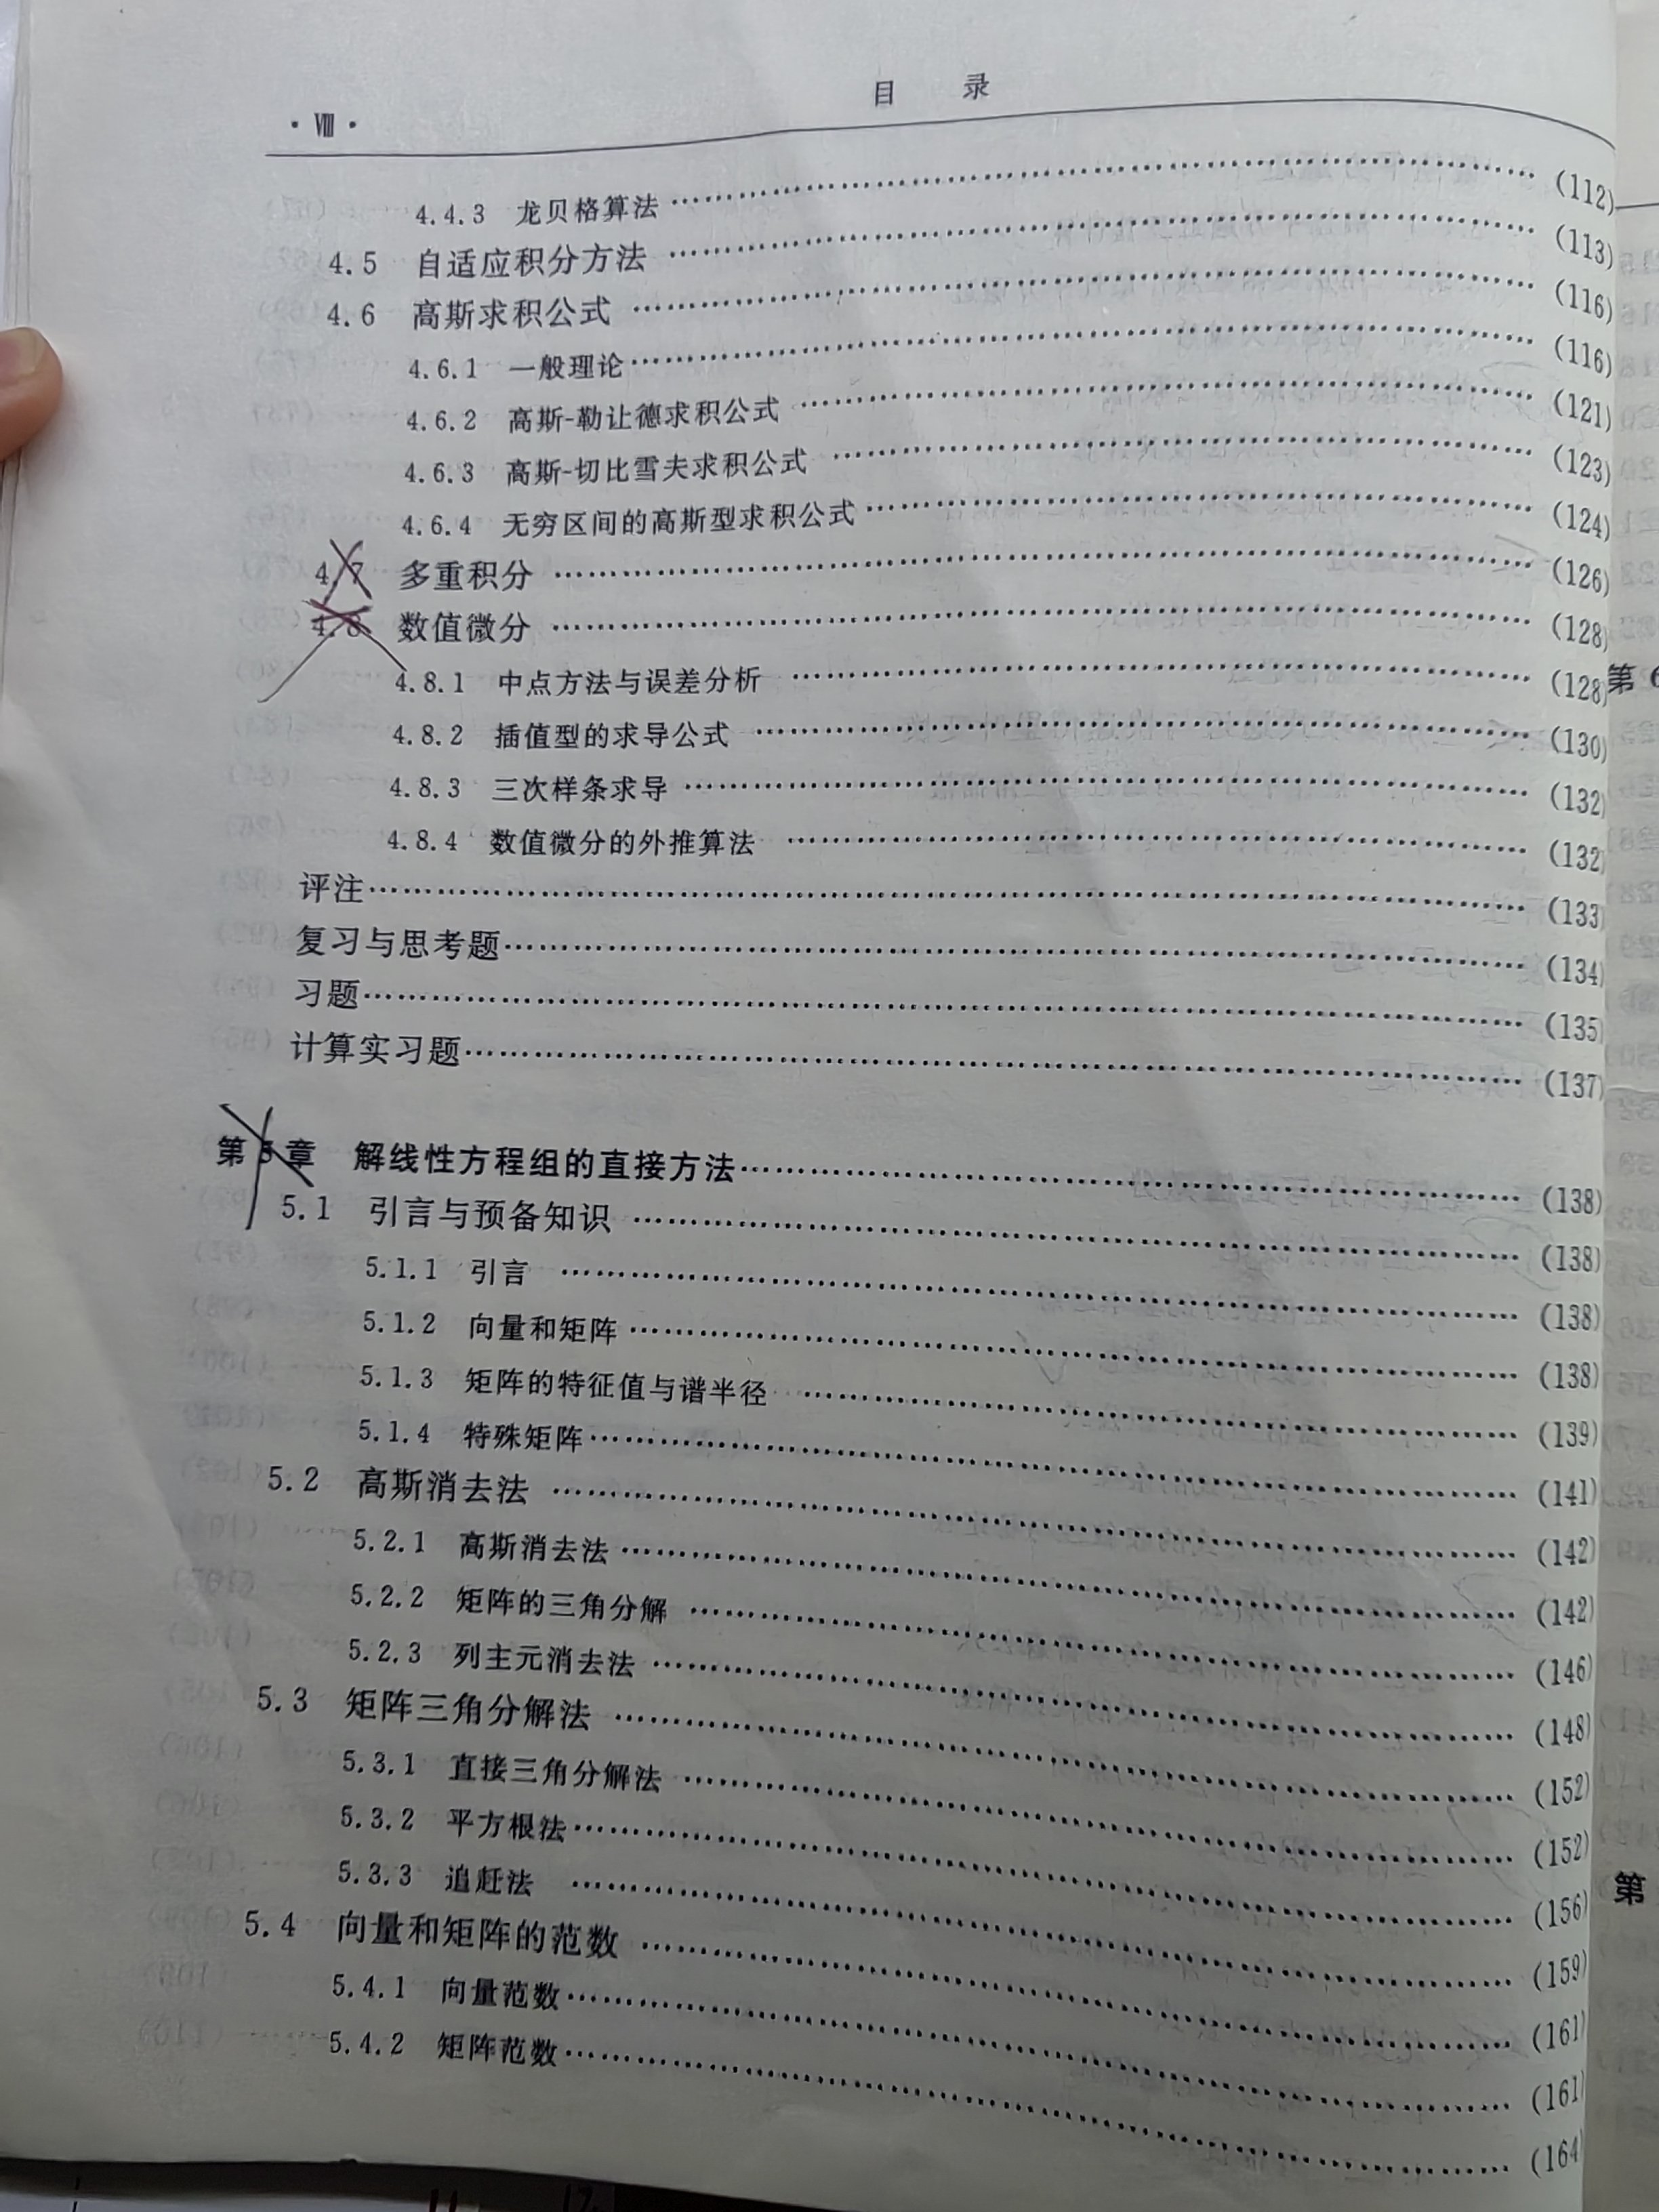 目 录
· Ⅷ ·
4.4.3 龙贝格算法……(112)
4.5 自适应积分方法……(113)
4.6 高斯求积公式……(116)
4.6.1 一般理论……(116)
4.6.2 高斯-勒让德求积公式……(121)
4.6.3 高斯-切比雪夫求积公式……(123)
4.6.4 无穷区间的高斯型求积公式……(124)
4.7 多重积分……(126)
4.8 数值微分……(128)
4.8.1 中点方法与误差分析……(128)
4.8.2 插值型的求导公式……(130)
4.8.3 三次样条求导……(132)
4.8.4 数值微分的外推算法……(132)
评注……(133)
复习与思考题……(134)
习题……(135)
计算实习题……(137)
第5章 解线性方程组的直接方法……(138)
5.1 引言与预备知识……(138)
5.1.1 引言……(138)
5.1.2 向量和矩阵……(138)
5.1.3 矩阵的特征值与谱半径……(139)
5.1.4 特殊矩阵……(141)
5.2 高斯消去法……(142)
5.2.1 高斯消去法……(142)
5.2.2 矩阵的三角分解……(146)
5.2.3 列主元消去法……(148)
5.3 矩阵三角分解法……(152)
5.3.1 直接三角分解法……(152)
5.3.2 平方根法……(156)
5.3.3 追赶法……(159)
5.4 向量和矩阵的范数……(161)
5.4.1 向量范数……(161)
5.4.2 矩阵范数……(164)
第6
第